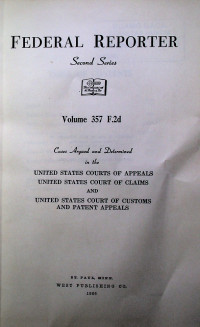 FEDERAL REPORTER
Second Series
Volume 357 F.2d
Cases Argued and Determined
in the
UNITED STATES COURTS OF APPEALS
UNITED STATES COURT OF CLAIMS
AND
UNITED STATES COURT OF CUSTOMS
AND PATENT APPEALS
ST. PAUL, MINN.
WEST PUBLISHING CO.
1966